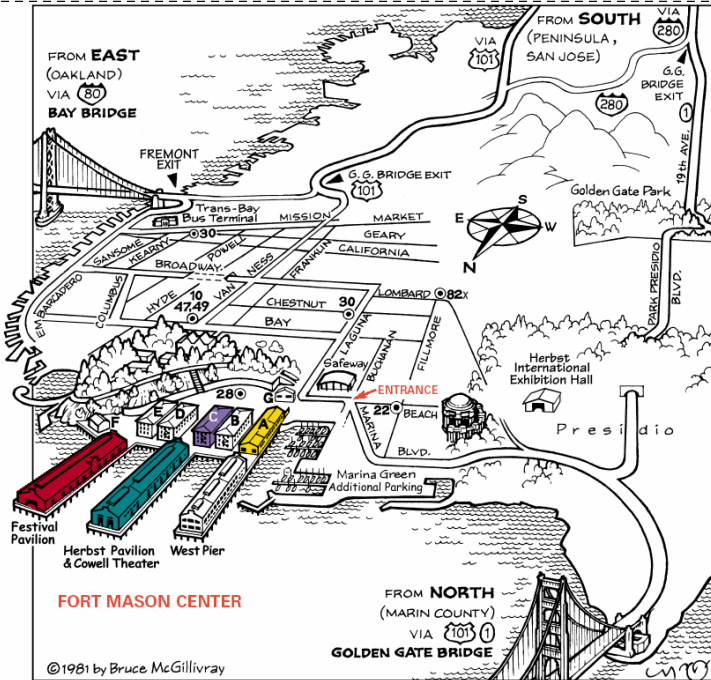 FROM EAST
(OAKLAND)
VIA 80
BAY BRIDGE
FREMONT
EXIT
VIA
101
FROM SOUTH
(PENINSULA,
SAN JOSE)
VIA
280
G.G.
BRIDGE
EXIT
1
280
19th AVE.
G.G. BRIDGE EXIT
101
Golden Gate Park
Trans-Bay
Bus Terminal
MISSION
MARKET
30
GEARY
CALIFORNIA
SANSOME
KEARNY
POWELL
BROADWAY
VAN NESS
FRANKLIN
E
S
W
N
PARK PRESIDIO
BLVD.
EMBARCADERO
COLUMBUS
HYDE
10
47,49
CHESTNUT
30
LOMBARD
82X
BAY
LAGUNA
BUCHANAN
FILLMORE
Safeway
Herbst
International
Exhibition Hall
ENTRANCE
28
G
22
BEACH
MARINA
BLVD.
Presidio
F
E
D
C
B
A
Marina Green
Additional Parking
Festival
Pavilion
Herbst Pavilion
& Cowell Theater
West Pier
FORT MASON CENTER
FROM NORTH
(MARIN COUNTY)
VIA 101 1
GOLDEN GATE BRIDGE
©1981 by Bruce McGillivray